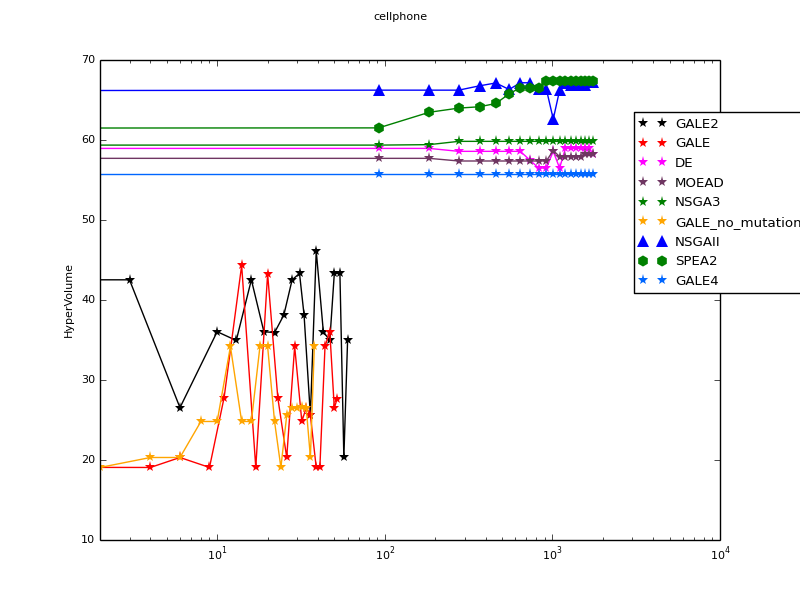 cellphone
70
60
50
40
30
20
10
HyperVolume
10^1
10^2
10^3
10^4
GALE2
GALE
DE
MOEAD
NSGA3
GALE_no_mutation
NSGAII
SPEA2
GALE4